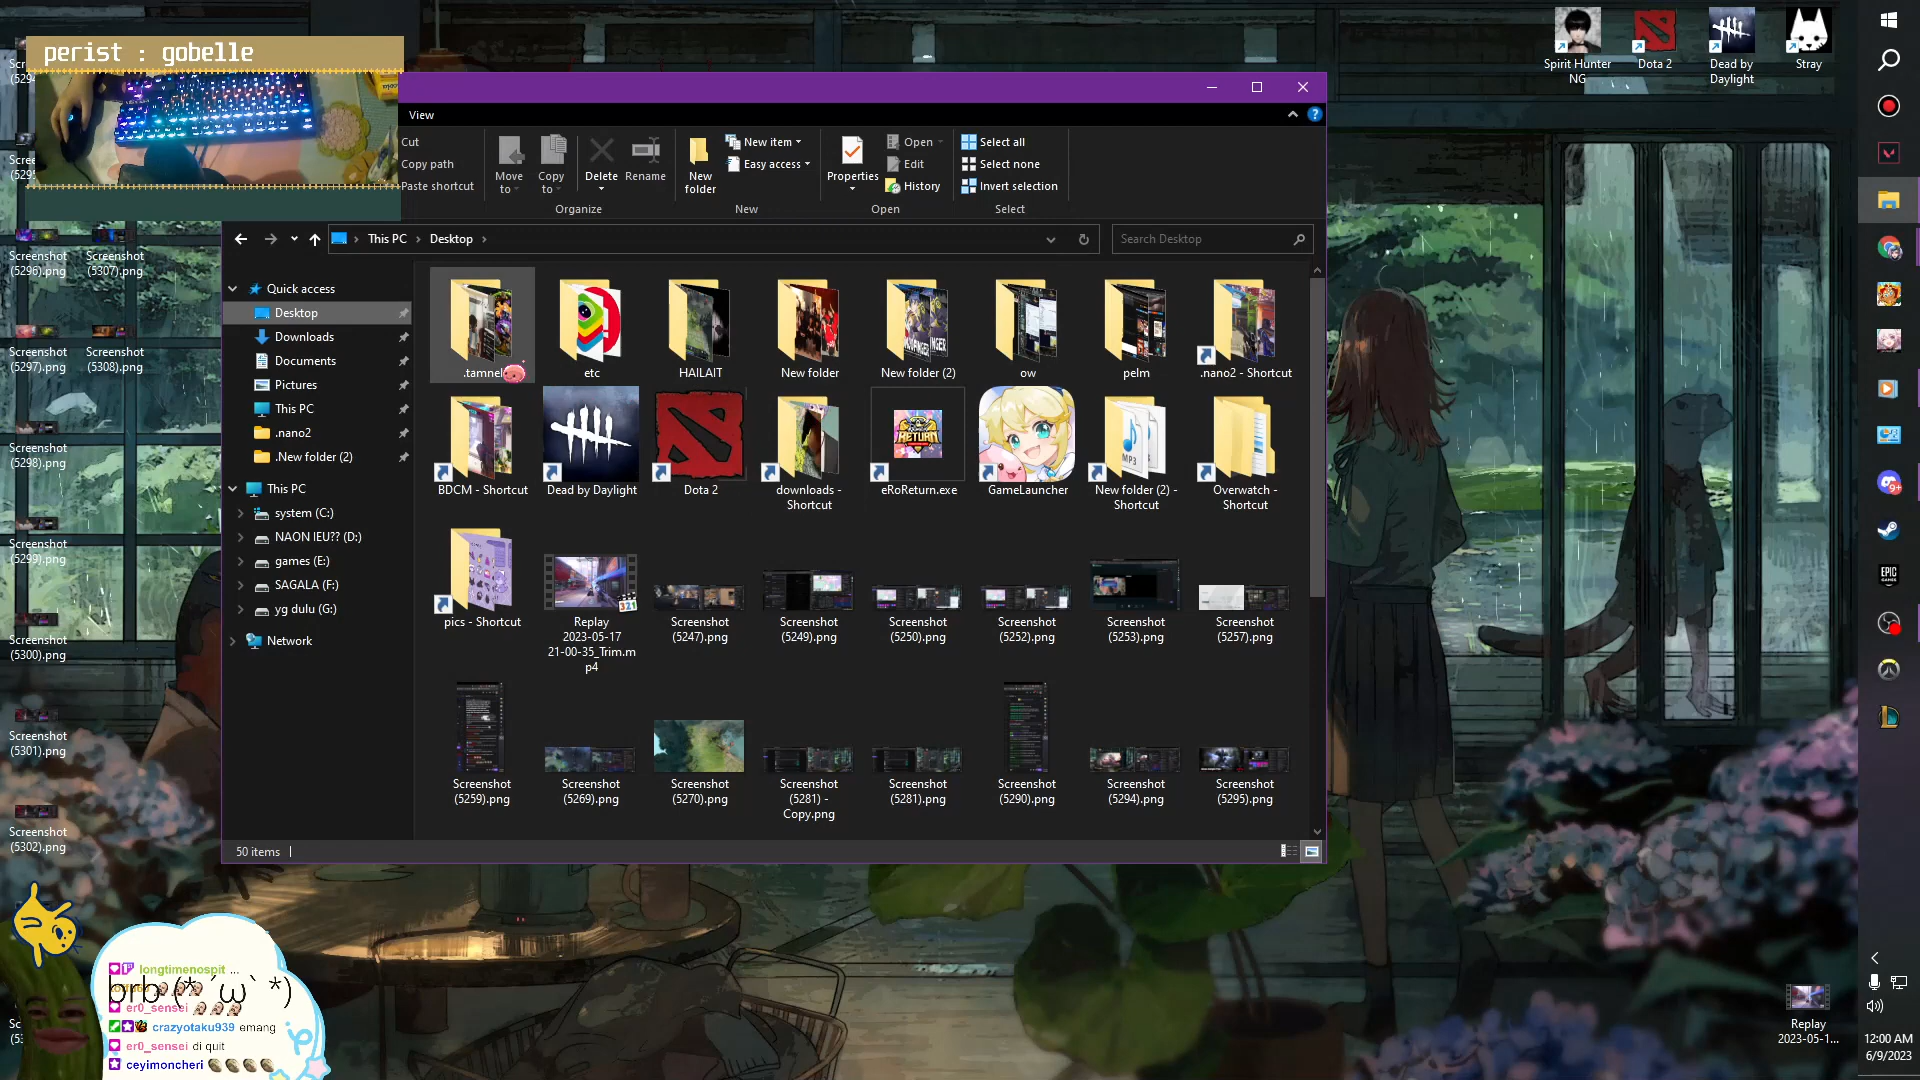 perist : gobelle
Spirit Hunter
NG
Dota 2
Dead by
Daylight
Stray
View
Cut
Copy path
Paste shortcut
Move
to
Copy
to
Delete
Rename
New
folder
New item
Easy access
Properties
Open
Edit
History
Select all
Select none
Invert selection
Organize
New
Open
Select
This PC
Desktop
Search Desktop
Quick access
Desktop
Downloads
Documents
Pictures
This PC
.nano2
.New folder (2)
This PC
system (C:)
NAON IEU?? (D:)
games (E:)
SAGALA (F:)
yg dulu (G:)
Network
.tamnel
etc
HAILAIT
New folder
New folder (2)
ow
pelm
.nano2 - Shortcut
BDCM - Shortcut
Dead by Daylight
Dota 2
downloads -
Shortcut
eRoReturn.exe
GameLauncher
New folder (2) -
Shortcut
Overwatch -
Shortcut
pics - Shortcut
Replay
2023-05-17
21-00-35_Trim.m
p4
Screenshot
(5247).png
Screenshot
(5249).png
Screenshot
(5250).png
Screenshot
(5252).png
Screenshot
(5253).png
Screenshot
(5257).png
Screenshot
(5259).png
Screenshot
(5269).png
Screenshot
(5270).png
Screenshot
(5281) -
Copy.png
Screenshot
(5281).png
Screenshot
(5290).png
Screenshot
(5294).png
Screenshot
(5295).png
50 items
Screenshot
(5296).png
Screenshot
(5307).png
Screenshot
(5297).png
Screenshot
(5308).png
Screenshot
(5298).png
Screenshot
(5299).png
Screenshot
(5300).png
Screenshot
(5301).png
Screenshot
(5302).png
longtimenospit ...
brb (*´ω` *)
er0_sensei
crazyotaku939 emang
er0_sensei di quit
ceyimoncheri
Replay
2023-05-1...
12:00 AM
6/9/2023